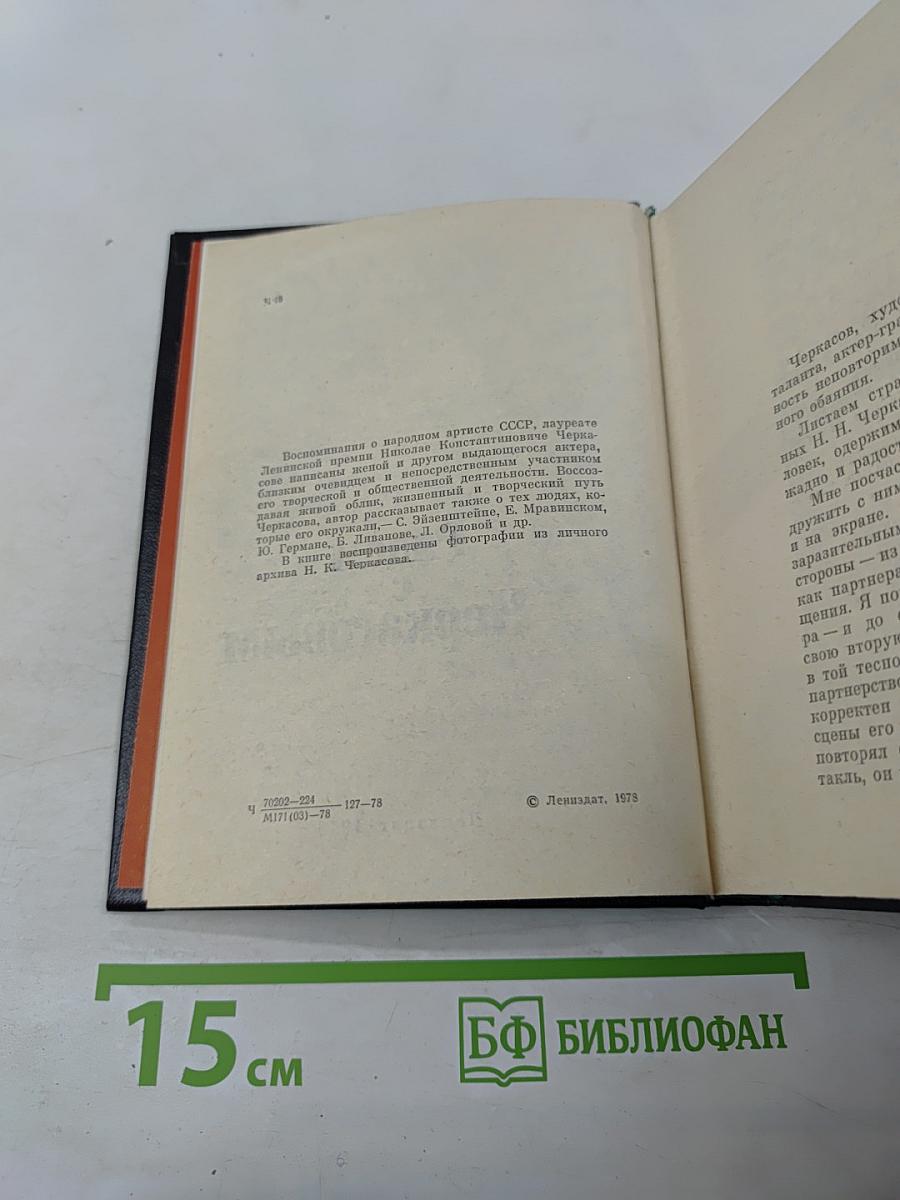 Воспоминания о народном артисте СССР, лауреате
Ленинской премии Николае Константиновиче Черка-
сове написаны женой и другом выдающегося актера,
близким очевидцем и непосредственным участником
его творческой и общественной деятельности. Воссоз-
давая живой облик, жизненный и творческий путь
Черкасова, автор рассказывает также о тех людях, ко-
торые его окружали,— С. Эйзенштейне, Е. Мравинском,
Ю. Германе, Б. Ливанове, Л. Орловой и др.
В книге воспроизведены фотографии из личного
архива Н. К. Черкасова.
Ч 70202—224
М171(03)—78 127—78
© Лениздат, 1978
Черкасов, худо
таланта, актер-гра
ность неповторим
ного обаяния.
Листаем стра
ных Н. Н. Черка
ловек, одержим
жадно и радост
Мне посчас
дружить с ним
и на экране.
заразительным
стороны — из
как партнера
щения. Я по
ра — и до
свою вторую
в той тесно
партнерство
корректен
сцены его
повторял
такль, он
15 см
БФ БИБЛИОФАН